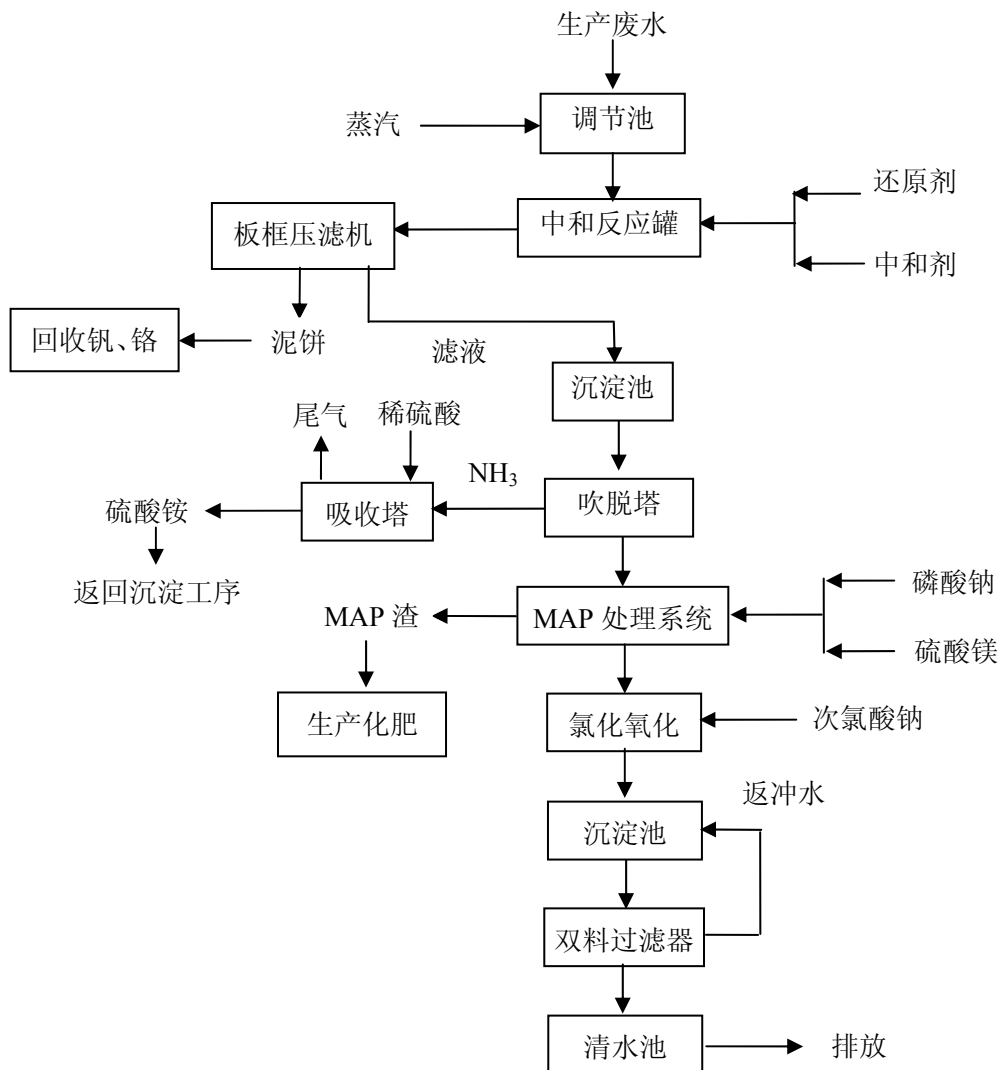 生产废水
蒸汽
调节池
还原剂
板框压滤机
中和反应罐
中和剂
回收钒、铬
泥饼
滤液
沉淀池
尾气
稀硫酸
NH3
硫酸铵
吸收塔
吹脱塔
返回沉淀工序
磷酸钠
MAP 渣
MAP 处理系统
硫酸镁
生产化肥
氯化氧化
次氯酸钠
返冲水
沉淀池
双料过滤器
清水池
排放